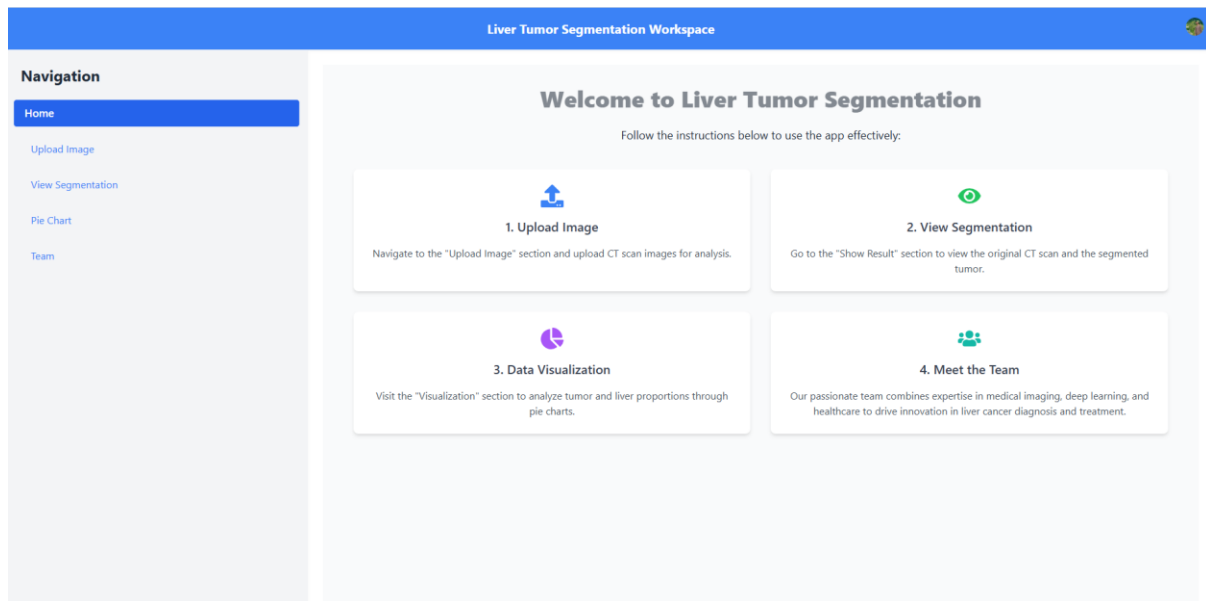 Liver Tumor Segmentation Workspace
Navigation
Home
Upload Image
View Segmentation
Pie Chart
Team
Welcome to Liver Tumor Segmentation
Follow the instructions below to use the app effectively:
1. Upload Image
Navigate to the "Upload Image" section and upload CT scan images for analysis.
2. View Segmentation
Go to the "Show Result" section to view the original CT scan and the segmented
tumor.
3. Data Visualization
Visit the "Visualization" section to analyze tumor and liver proportions through
pie charts.
4. Meet the Team
Our passionate team combines expertise in medical imaging, deep learning, and
healthcare to drive innovation in liver cancer diagnosis and treatment.